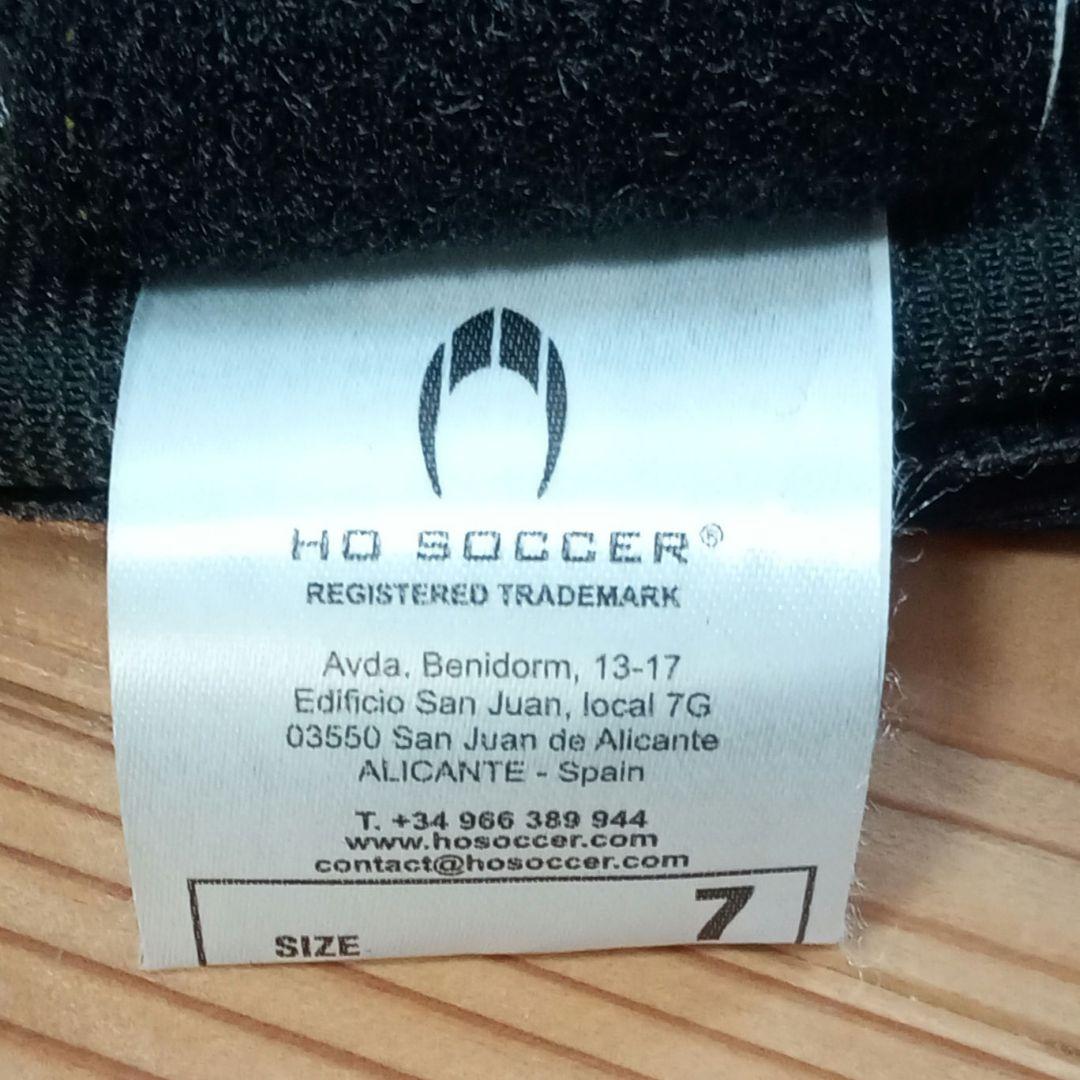 HO SOCCER®
REGISTERED TRADEMARK
Avda. Benidorm, 13-17
Edificio San Juan, local 7G
03550 San Juan de Alicante
ALICANTE - Spain
T. +34 966 389 944
www.hosoccer.com
contact@hosoccer.com
SIZE 7